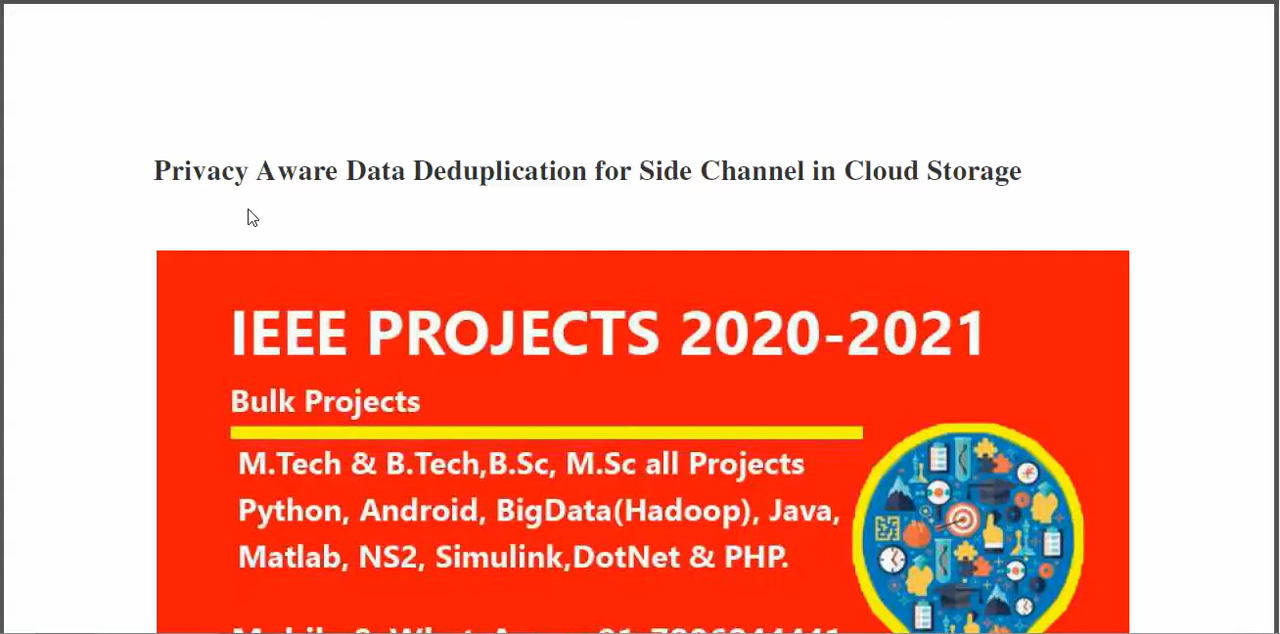 Privacy Aware Data Deduplication for Side Channel in Cloud Storage
IEEE PROJECTS 2020-2021
Bulk Projects
M.Tech & B.Tech,B.Sc, M.Sc all Projects
Python, Android, BigData(Hadoop), Java,
Matlab, NS2, Simulink,DotNet & PHP.